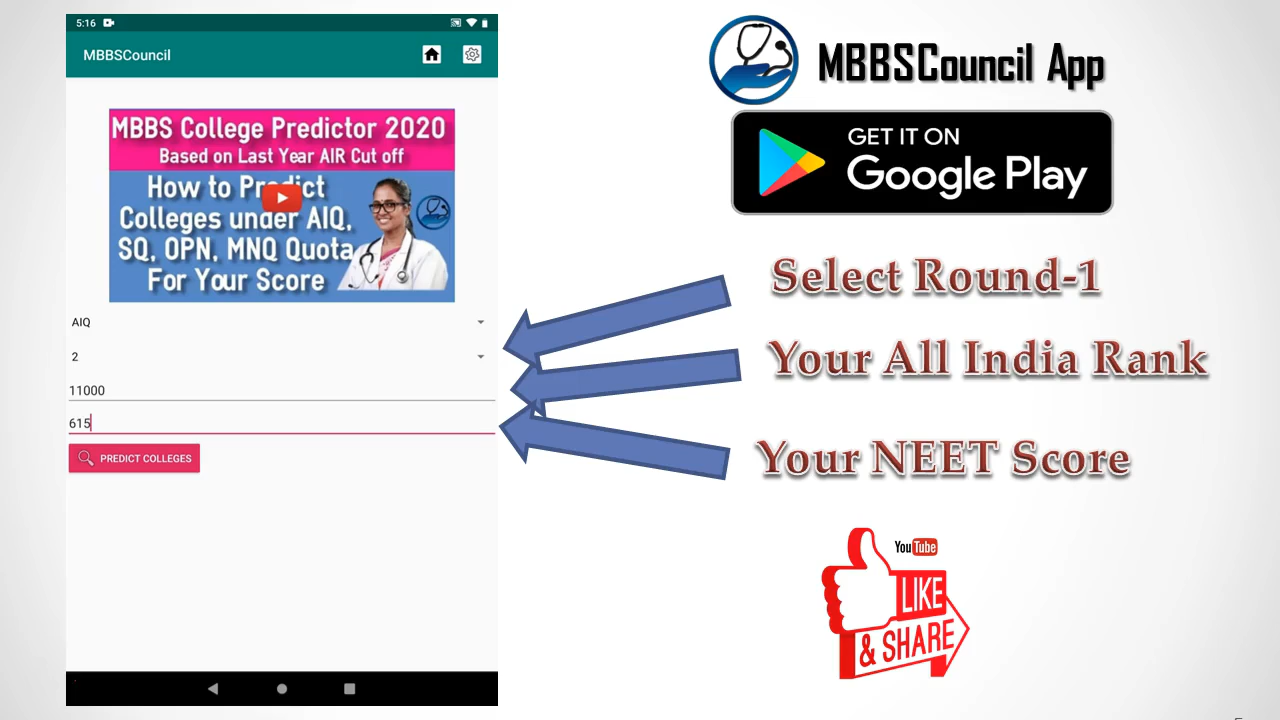 5:16
MBBSCouncil
MBBS College Predictor 2020
Based on Last Year AIR Cut off
How to Predict
Colleges under AIQ,
SQ, OPN, MNQ Quota
For Your Score
AIQ
2
11000
615
PREDICT COLLEGES
MBBSCouncil App
GET IT ON
Google Play
Select Round-1
Your All India Rank
Your NEET Score
YouTube
LIKE
& SHARE